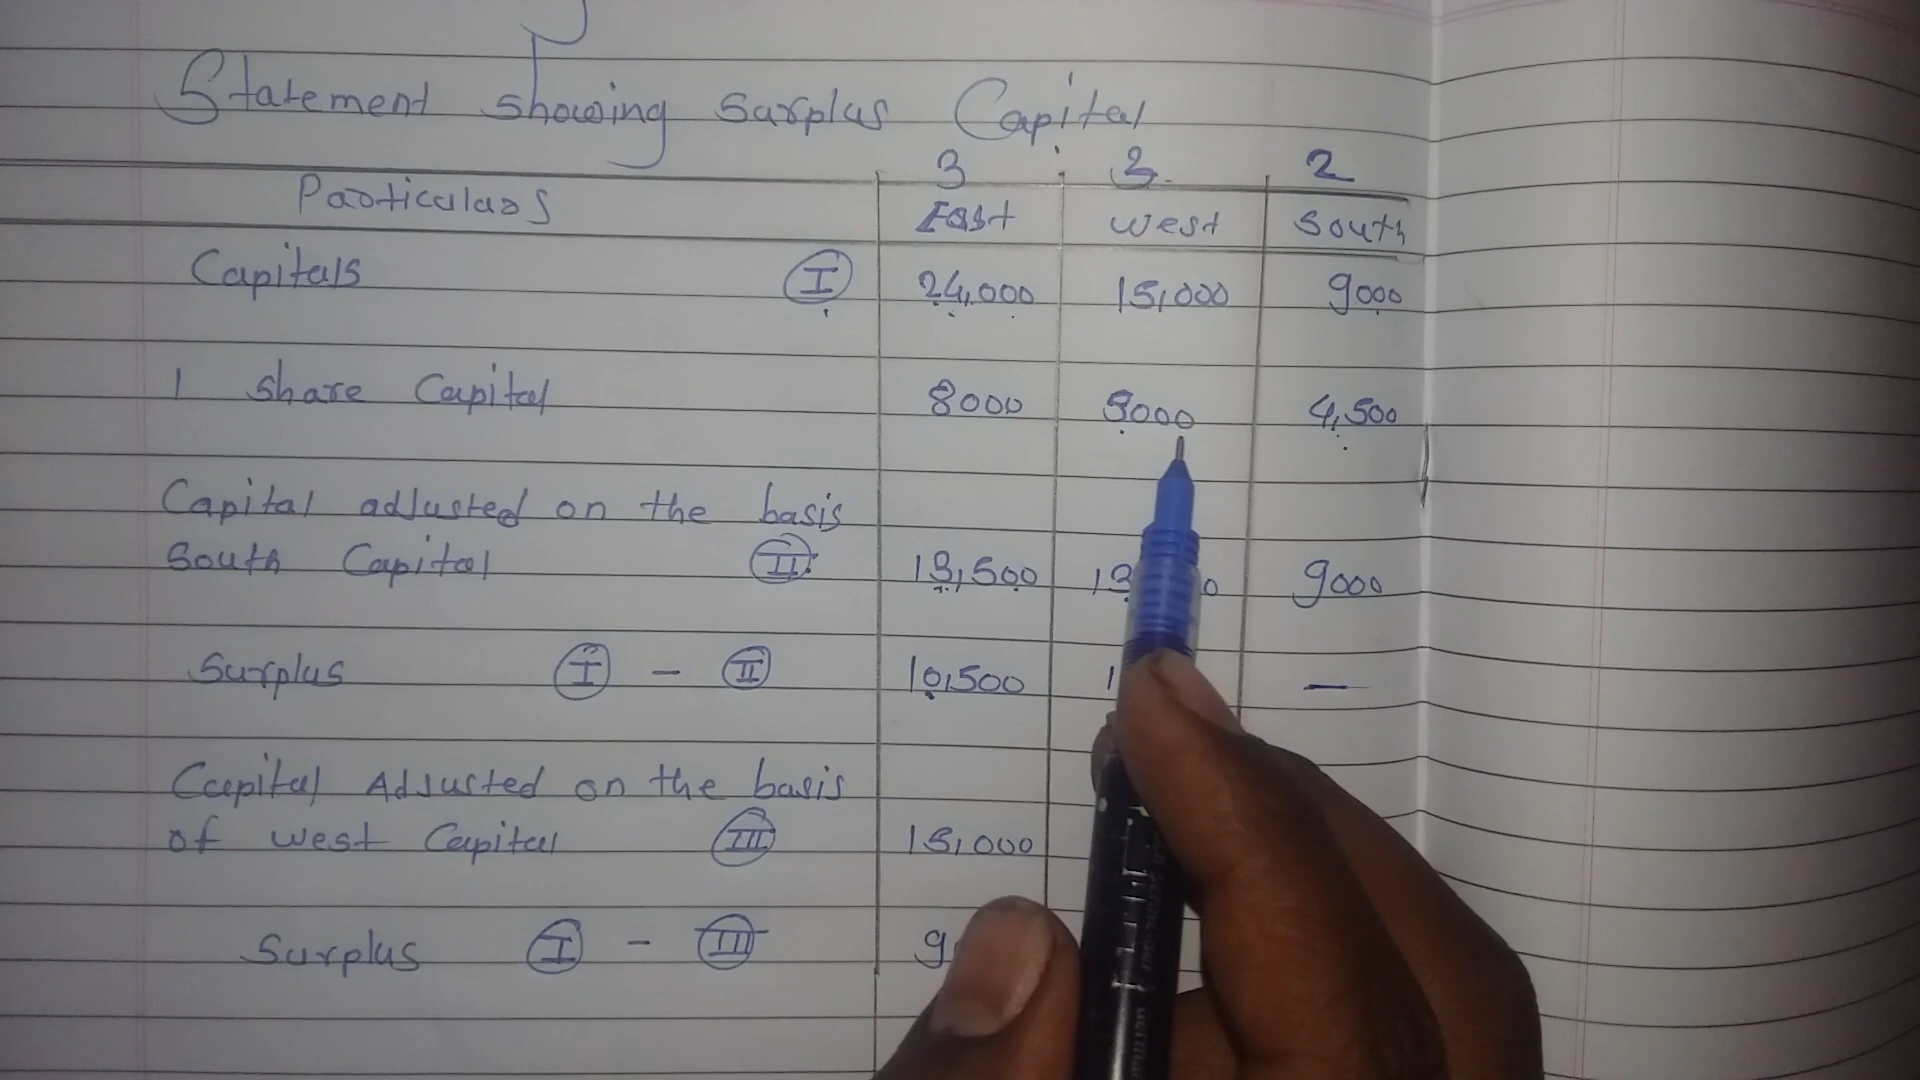 Statement showing Surplus Capital
3 3 2
Particulars East West South
Capitals I 24,000 15,000 9000
1 Share Capital 8000 5000 4,500
Capital adjusted on the basis
South Capital II 13,500 9000
Surplus I - II 10,500 —
Capital Adjusted on the basis
of west Capital III 15,000
Surplus I - III